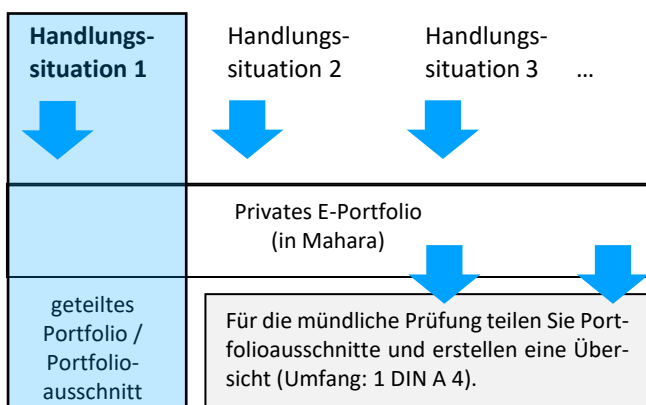 Handlungs-
situation 1
Handlungs-
situation 2
Handlungs-
situation 3 …
Privates E-Portfolio
(in Mahara)
geteiltes
Portfolio /
Portfolio-
ausschnitt
Für die mündliche Prüfung teilen Sie Port-
folioausschnitte und erstellen eine Über-
sicht (Umfang: 1 DIN A 4).